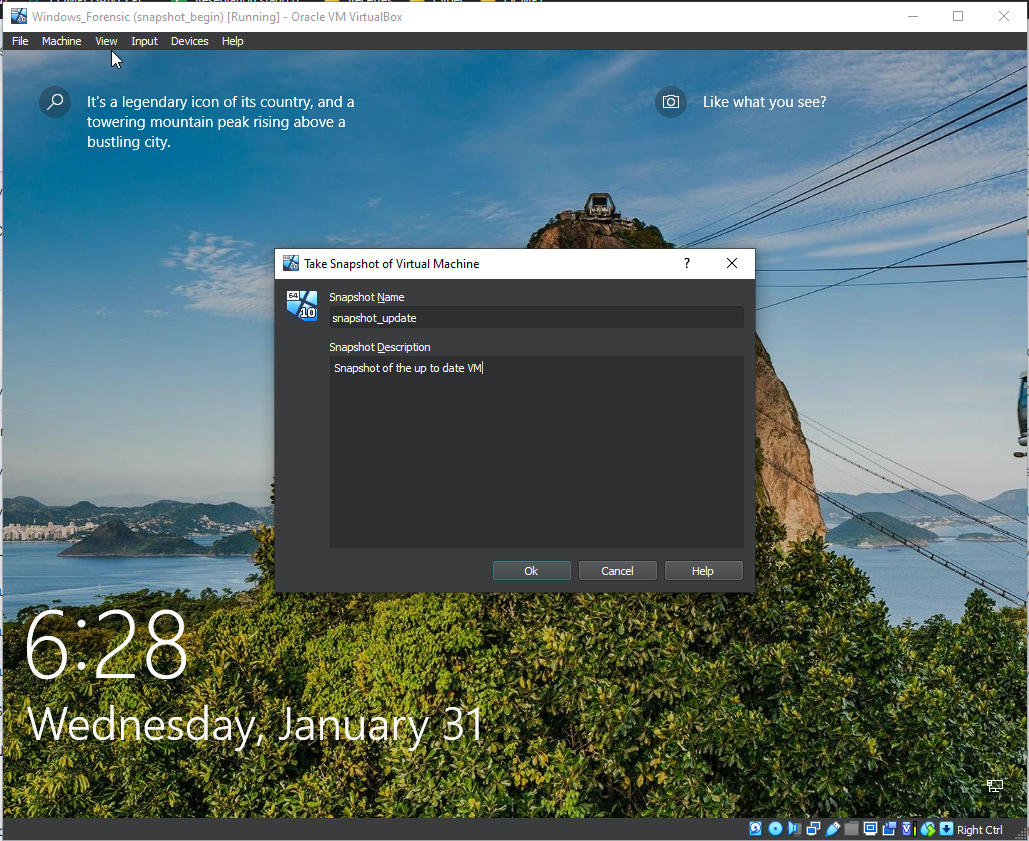 Windows_Forensic (snapshot_begin) [Running] - Oracle VM VirtualBox
File Machine View Input Devices Help
It's a legendary icon of its country, and a
towering mountain peak rising above a
bustling city.
Like what you see?
Take Snapshot of Virtual Machine
?
64
10
Snapshot Name
snapshot_update
Snapshot Description
Snapshot of the up to date VM
Ok Cancel Help
6:28
Wednesday, January 31
Right Ctrl